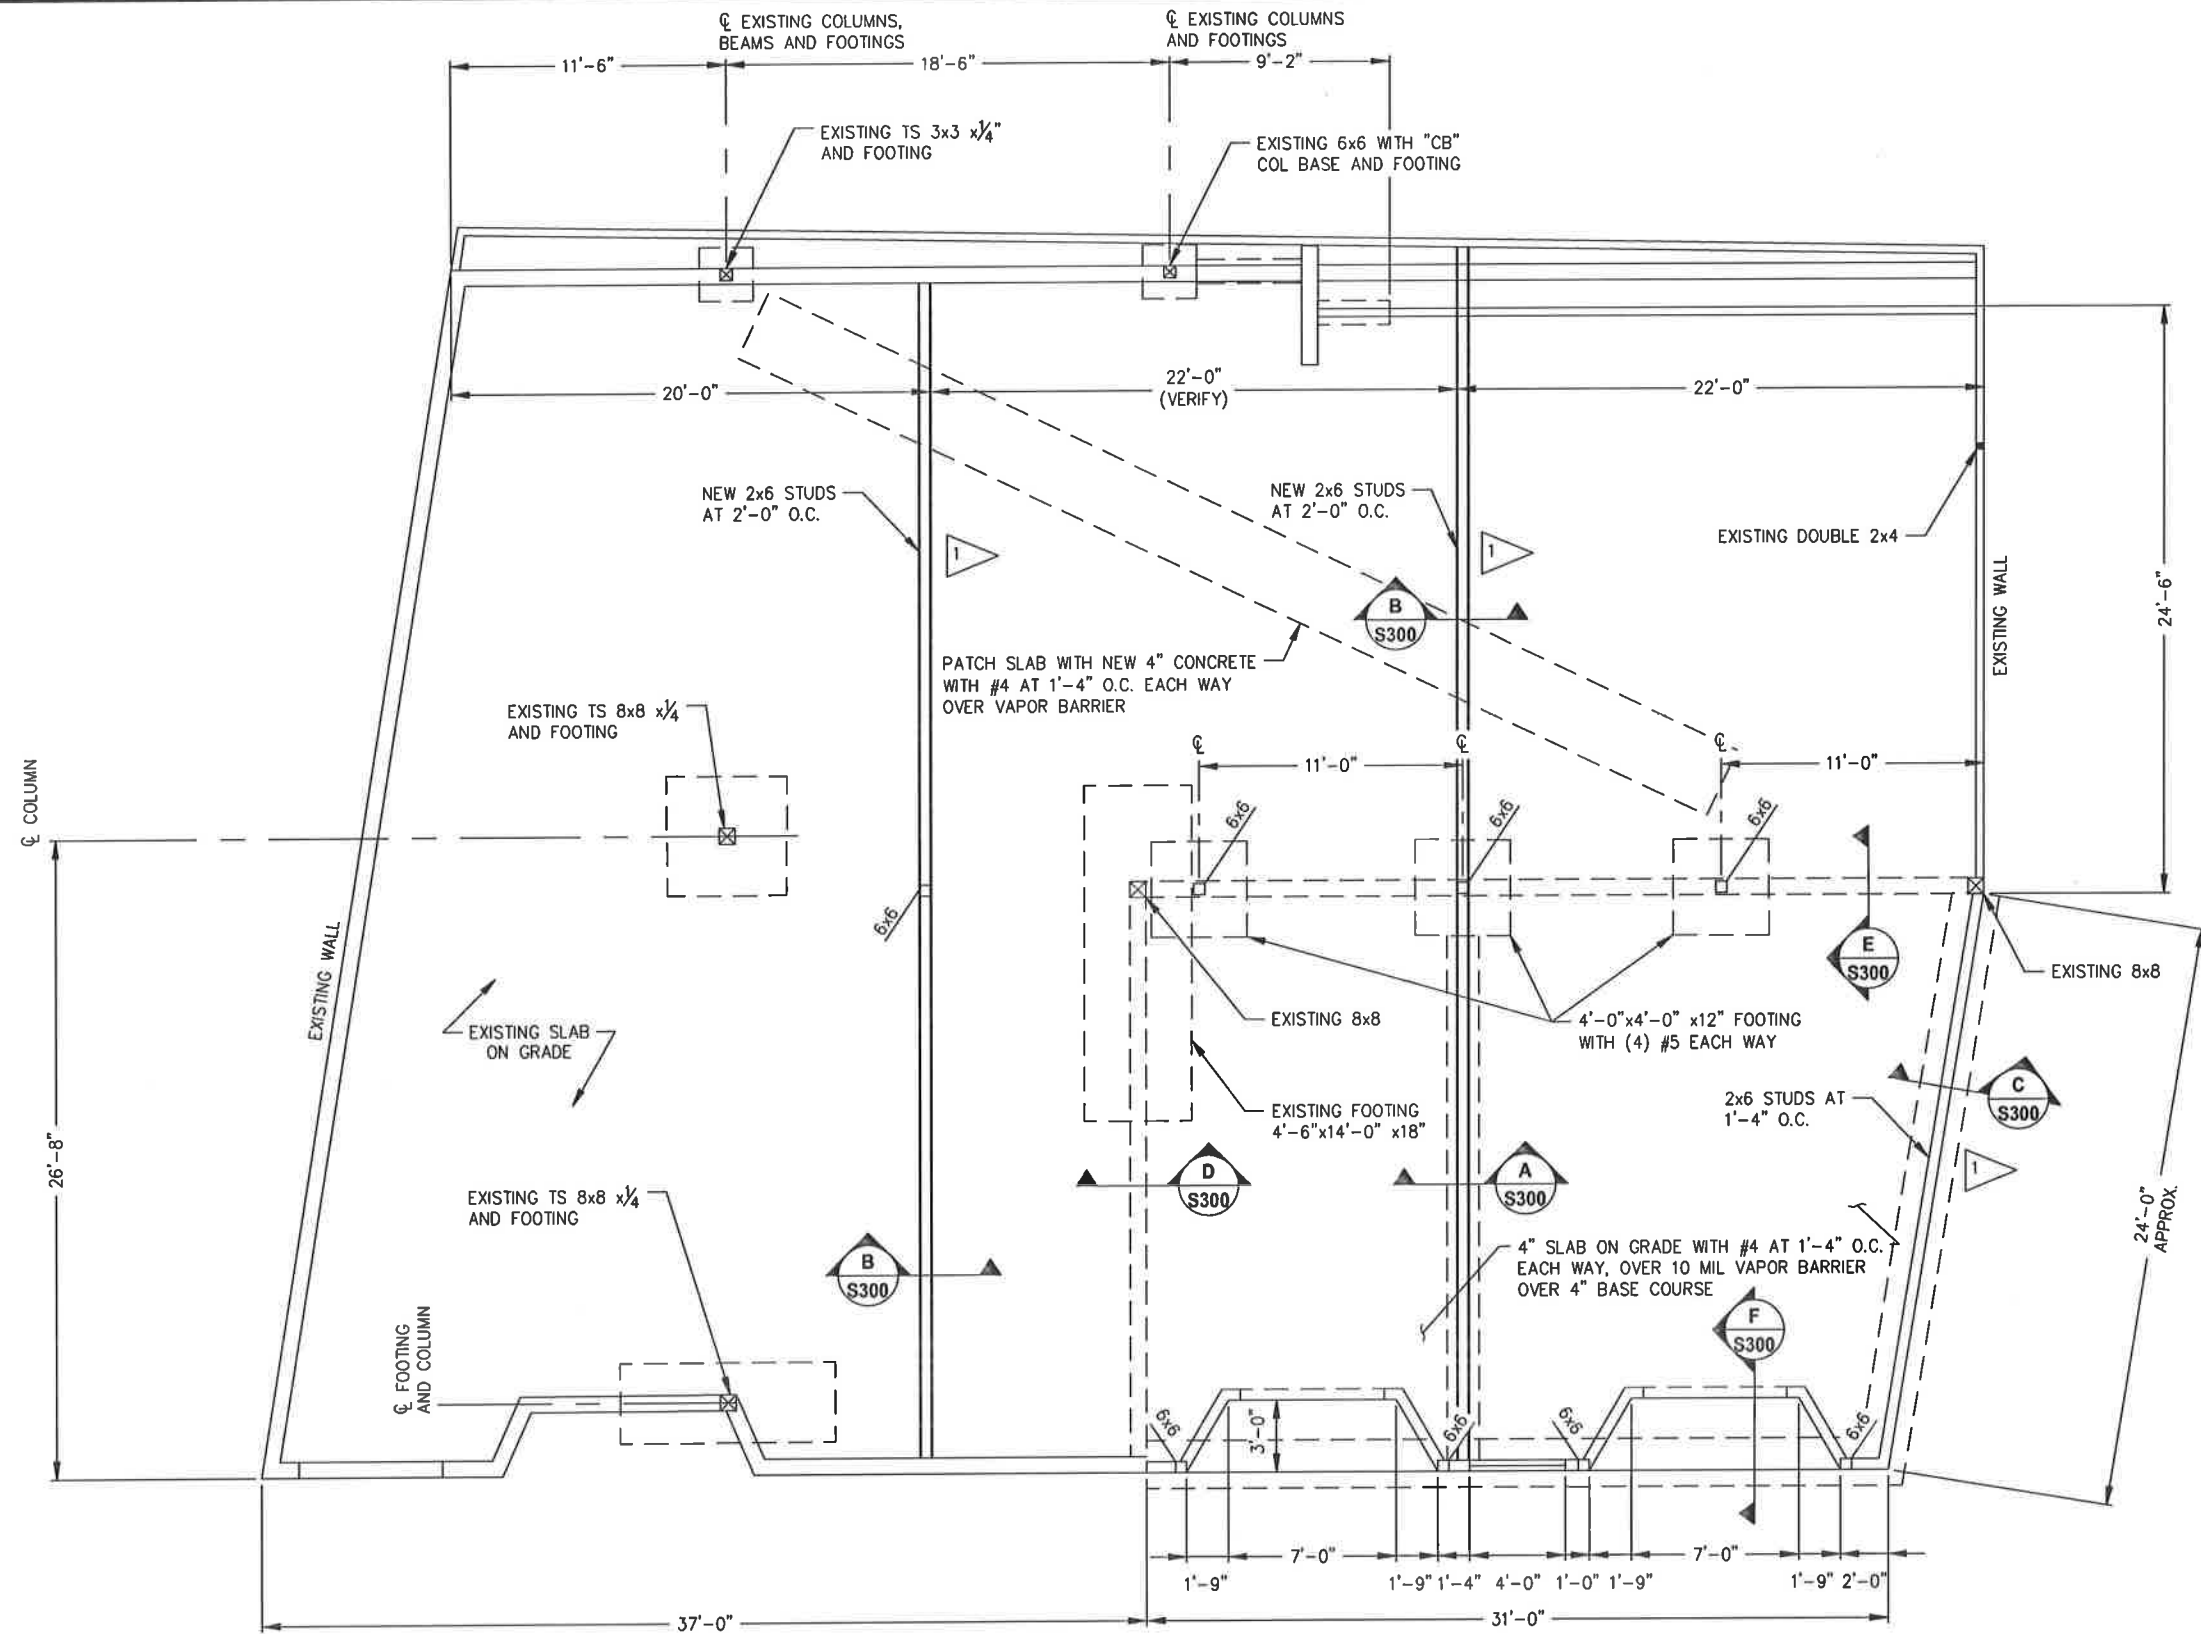 ℄ EXISTING COLUMNS,
BEAMS AND FOOTINGS
℄ EXISTING COLUMNS
AND FOOTINGS
11'-6"
18'-6"
9'-2"
EXISTING TS 3x3 x1/4"
AND FOOTING
EXISTING 6x6 WITH "CB"
COL BASE AND FOOTING
20'-0"
22'-0"
(VERIFY)
22'-0"
NEW 2x6 STUDS
AT 2'-0" O.C.
NEW 2x6 STUDS
AT 2'-0" O.C.
1
1
EXISTING DOUBLE 2x4
EXISTING WALL
24'-6"
B
S300
PATCH SLAB WITH NEW 4" CONCRETE
WITH #4 AT 1'-4" O.C. EACH WAY
OVER VAPOR BARRIER
EXISTING TS 8x8 x1/4
AND FOOTING
℄ COLUMN
℄
℄
℄
11'-0"
11'-0"
6x6
6x6
6x6
6x6
E
S300
EXISTING WALL
EXISTING SLAB
ON GRADE
EXISTING 8x8
EXISTING 8x8
4'-0"x4'-0" x12" FOOTING
WITH (4) #5 EACH WAY
EXISTING FOOTING
4'-6"x14'-0" x18"
2x6 STUDS AT
1'-4" O.C.
C
S300
1
26'-8"
D
S300
A
S300
EXISTING TS 8x8 x1/4
AND FOOTING
24'-0"
APPROX.
B
S300
4" SLAB ON GRADE WITH #4 AT 1'-4" O.C.
EACH WAY, OVER 10 MIL VAPOR BARRIER
OVER 4" BASE COURSE
F
S300
℄ FOOTING
AND COLUMN
6x6
3'-0"
6x6
6x6
6x6
7'-0"
7'-0"
1'-9"
1'-9" 1'-4" 4'-0" 1'-0" 1'-9"
1'-9" 2'-0"
37'-0"
31'-0"